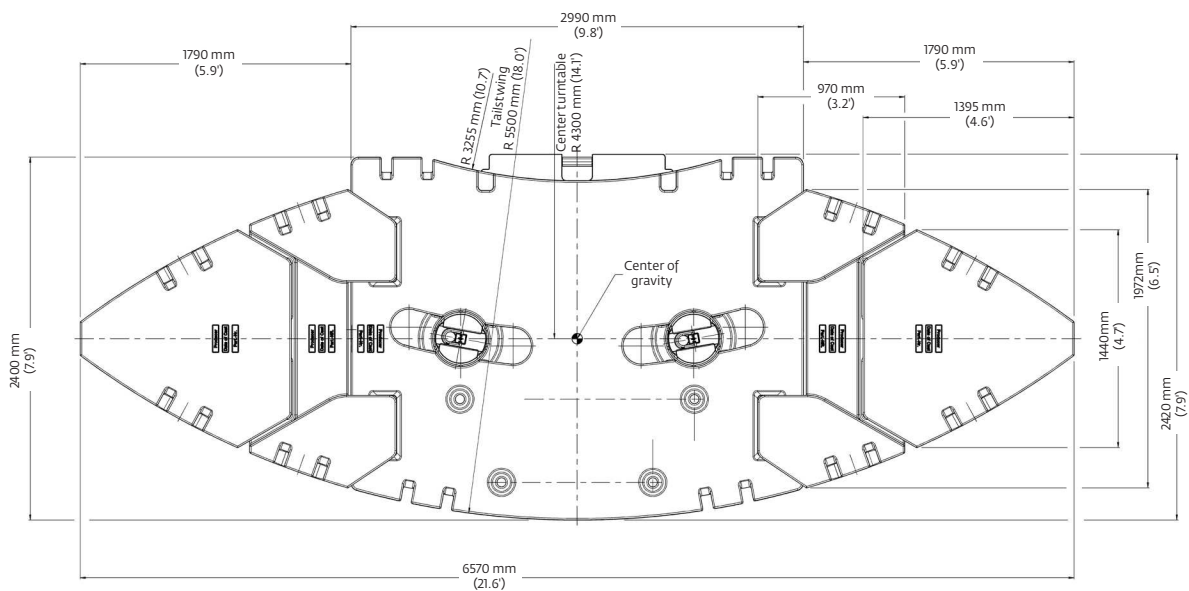 2990 mm
(9.8')
1790 mm
(5.9')
1790 mm
(5.9')
970 mm
(3.2')
1395 mm
(4.6')
R 3255 mm (10.7')
Tailstwing
R 5500 mm (18.0')
Center turntable
R 4300 mm (14.1')
Center of
gravity
2400 mm
(7.9')
1972mm
(6.5')
1440mm
(4.7')
2420 mm
(7.9')
6570 mm
(21.6')